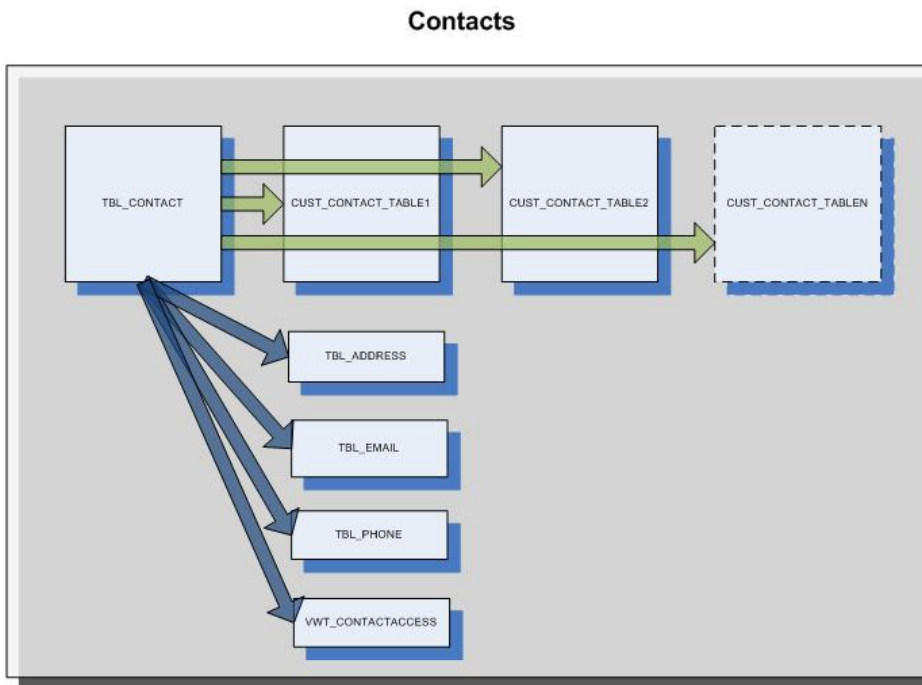 Contacts
TBL_CONTACT
CUST_CONTACT_TABLE1
CUST_CONTACT_TABLE2
CUST_CONTACT_TABLEN
TBL_ADDRESS
TBL_EMAIL
TBL_PHONE
VWT_CONTACTACCESS